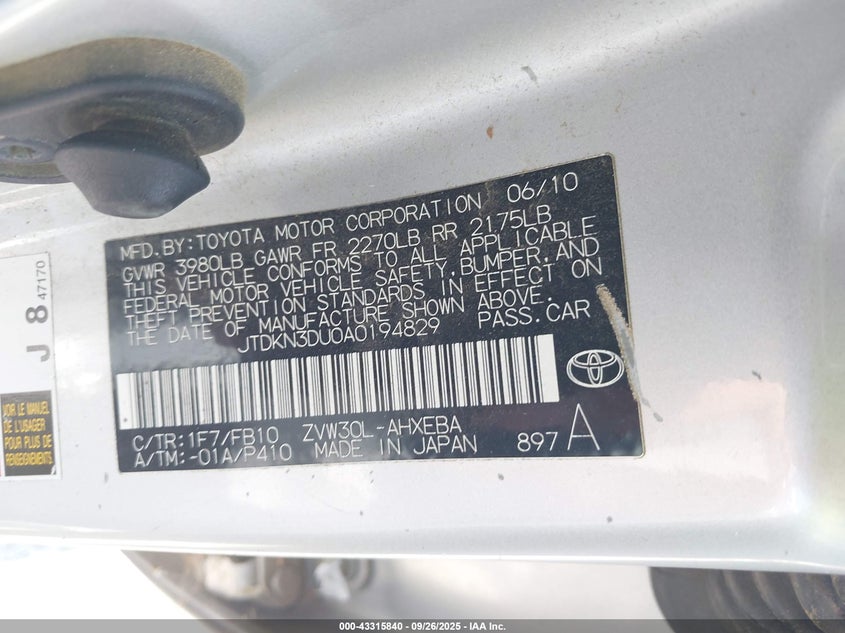 MFD. BY: TOYOTA MOTOR CORPORATION 06/10
GVWR 3980LB GAWR FR 2270LB RR 2175LB
THIS VEHICLE CONFORMS TO ALL APPLICABLE
FEDERAL MOTOR VEHICLE SAFETY, BUMPER, AND
THEFT PREVENTION STANDARDS IN EFFECT ON
THE DATE OF MANUFACTURE SHOWN ABOVE.
JTDKN3DU0A0194829 PASS. CAR
C/TR: 1F7/FB10 ZVW30L-AHXEBA
A/TM: -01A/P410 MADE IN JAPAN 897 A
J 8 47170
VOIR LE MANUEL
DE L'USAGER
POUR PLUS DE
RENSEIGNEMENTS
000-43315840 - 09/26/2025 - IAA Inc.